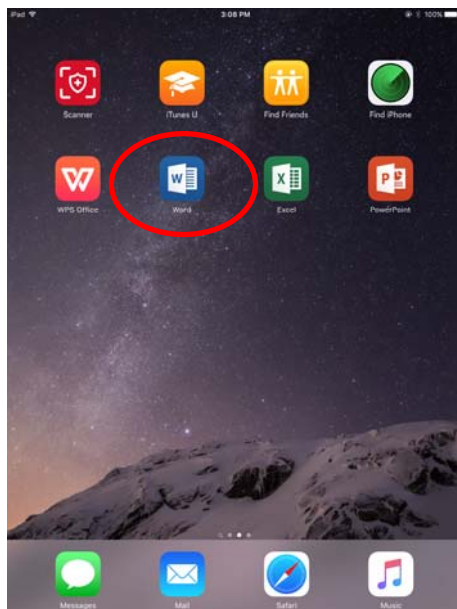 iPad 3:08 PM 100%
Scanner iTunes U Find Friends Find iPhone
WPS Office Word Excel PowerPoint
Messages Mail Safari Music